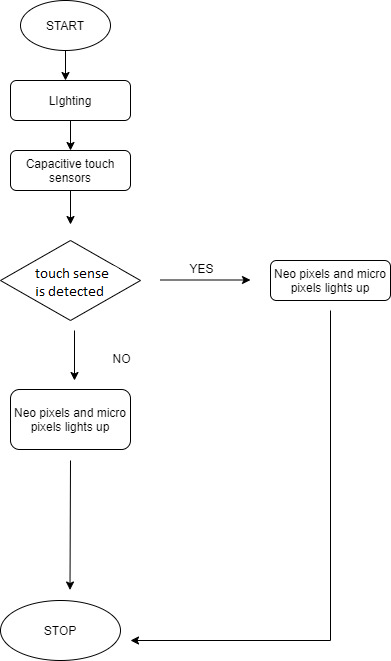 START
LIghting
Capacitive touch
sensors
touch sense
is detected
YES
Neo pixels and micro
pixels lights up
NO
Neo pixels and micro
pixels lights up
STOP